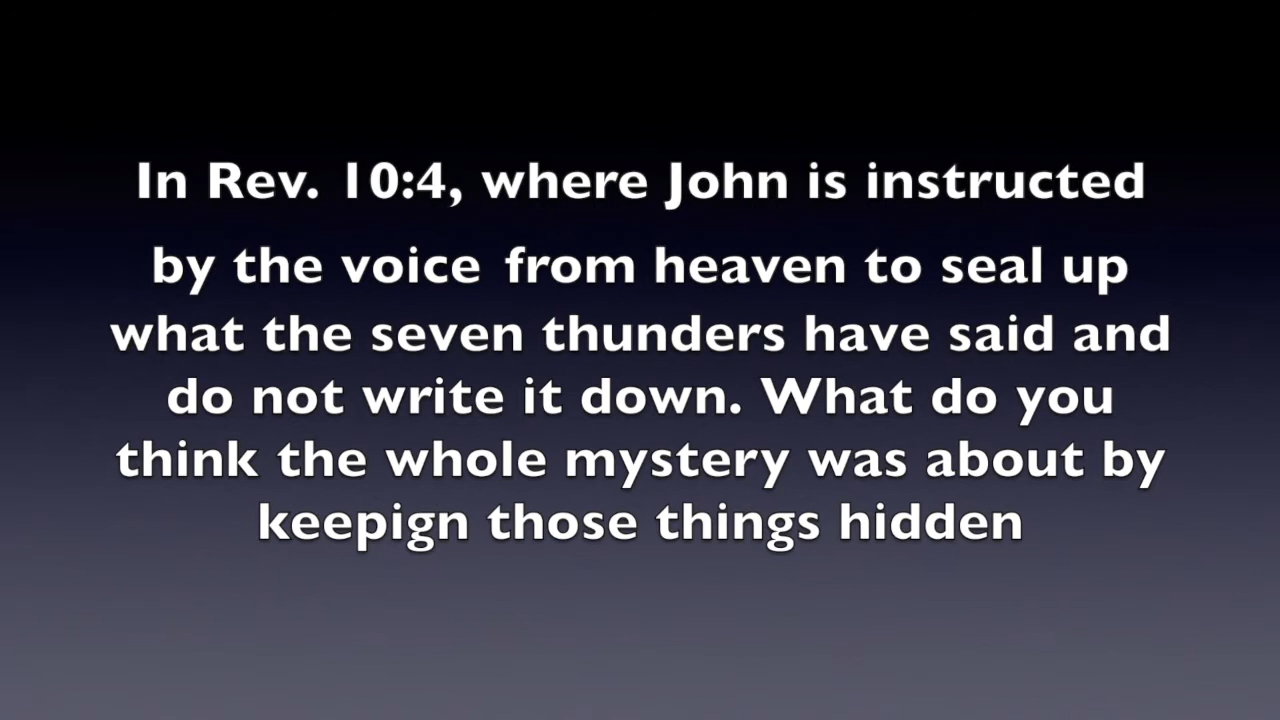 In Rev. 10:4, where John is instructed
by the voice from heaven to seal up
what the seven thunders have said and
do not write it down. What do you
think the whole mystery was about by
keepign those things hidden